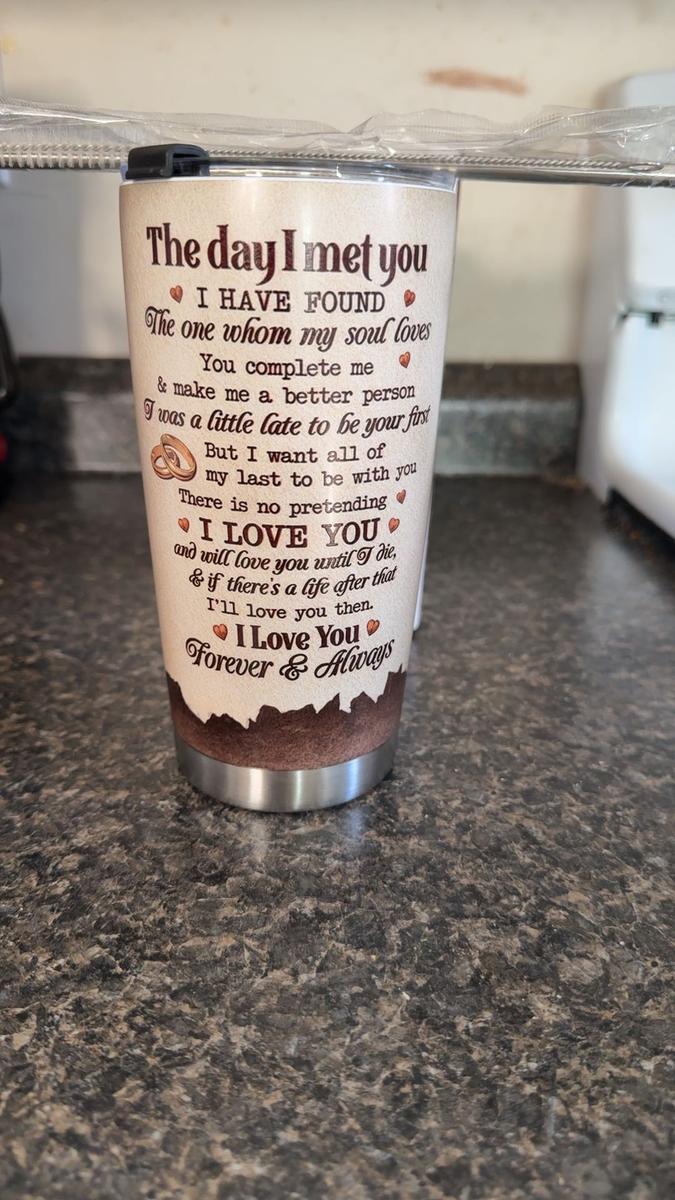 The day I met you
I HAVE FOUND
The one whom my soul loves
You complete me
& make me a better person
I was a little late to be your first
But I want all of
my last to be with you
There is no pretending
I LOVE YOU
and will love you until I die,
& if there's a life after that
I'll love you then.
I Love You
Forever & Always